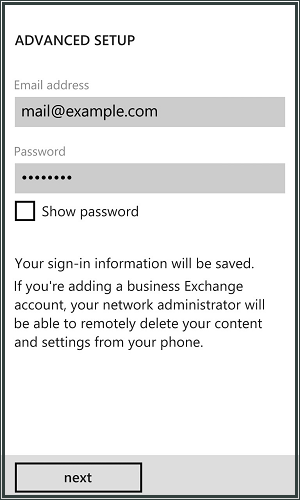 ADVANCED SETUP
Email address
mail@example.com
Password
••••••••
Show password
Your sign-in information will be saved.
If you're adding a business Exchange
account, your network administrator will
be able to remotely delete your content
and settings from your phone.
next